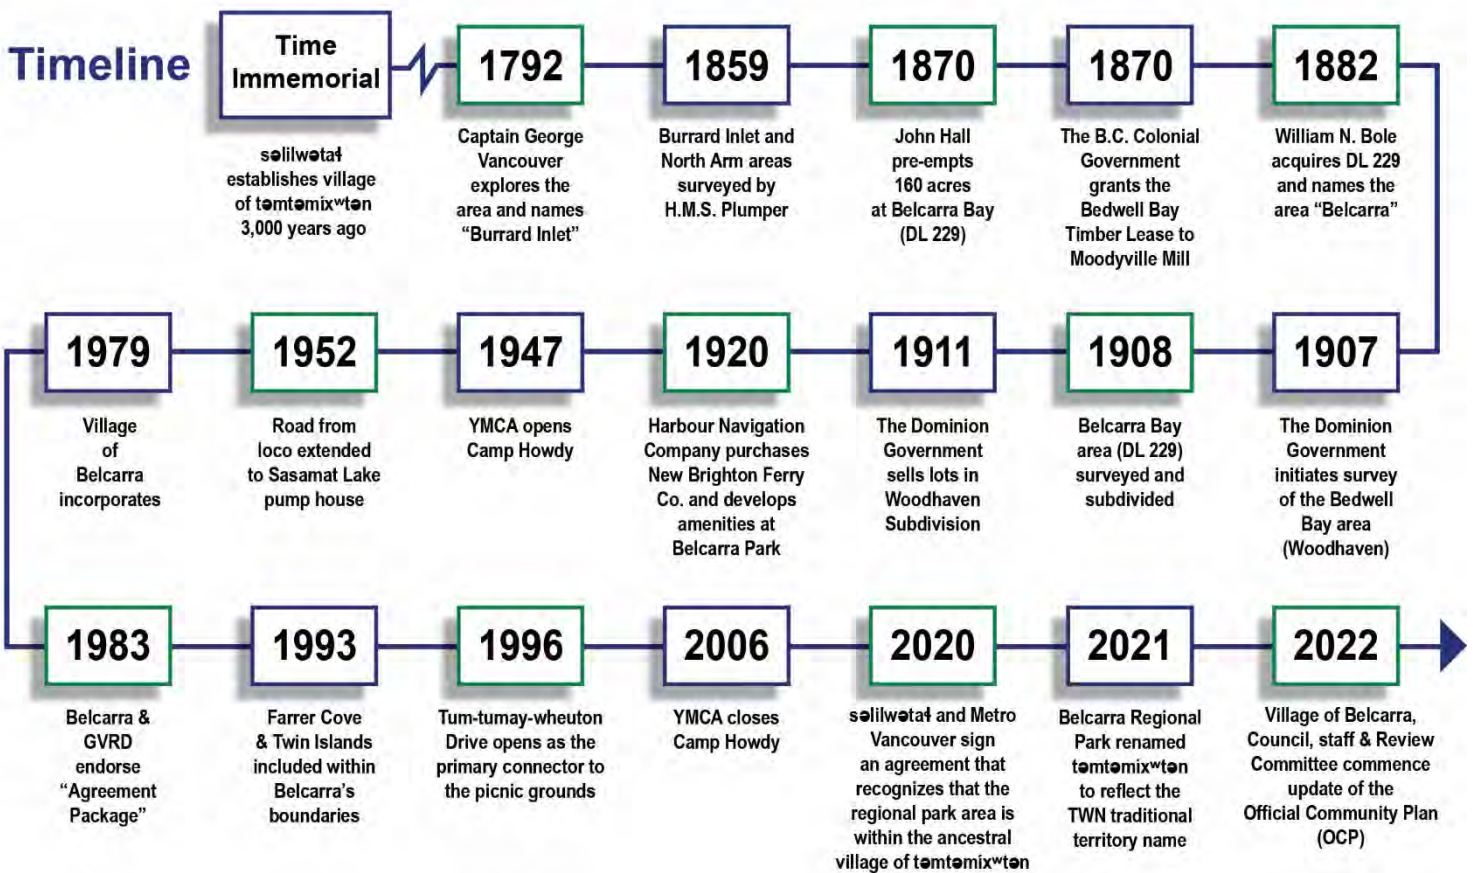 Timeline
Time
Immemorial
səlilwətaɬ
establishes village
of təmtəmixʷtən
3,000 years ago
1792
Captain George
Vancouver
explores the
area and names
“Burrard Inlet”
1859
Burrard Inlet and
North Arm areas
surveyed by
H.M.S. Plumper
1870
John Hall
pre-empts
160 acres
at Belcarra Bay
(DL 229)
1870
The B.C. Colonial
Government
grants the
Bedwell Bay
Timber Lease to
Moodyville Mill
1882
William N. Bole
acquires DL 229
and names the
area “Belcarra”
1907
The Dominion
Government
initiates survey
of the Bedwell
Bay area
(Woodhaven)
1908
Belcarra Bay
area (DL 229)
surveyed and
subdivided
1911
The Dominion
Government
sells lots in
Woodhaven
Subdivision
1920
Harbour Navigation
Company purchases
New Brighton Ferry
Co. and develops
amenities at
Belcarra Park
1947
YMCA opens
Camp Howdy
1952
Road from
Ioco extended
to Sasamat Lake
pump house
1979
Village
of
Belcarra
incorporates
1983
Belcarra &
GVRD
endorse
“Agreement
Package”
1993
Farrer Cove
& Twin Islands
included within
Belcarra’s
boundaries
1996
Tum-tumay-wheuton
Drive opens as the
primary connector to
the picnic grounds
2006
YMCA closes
Camp Howdy
2020
səlilwətaɬ and Metro
Vancouver sign
an agreement that
recognizes that the
regional park area is
within the ancestral
village of təmtəmixʷtən
2021
Belcarra Regional
Park renamed
təmtəmixʷtən
to reflect the
TWN traditional
territory name
2022
Village of Belcarra,
Council, staff & Review
Committee commence
update of the
Official Community Plan
(OCP)